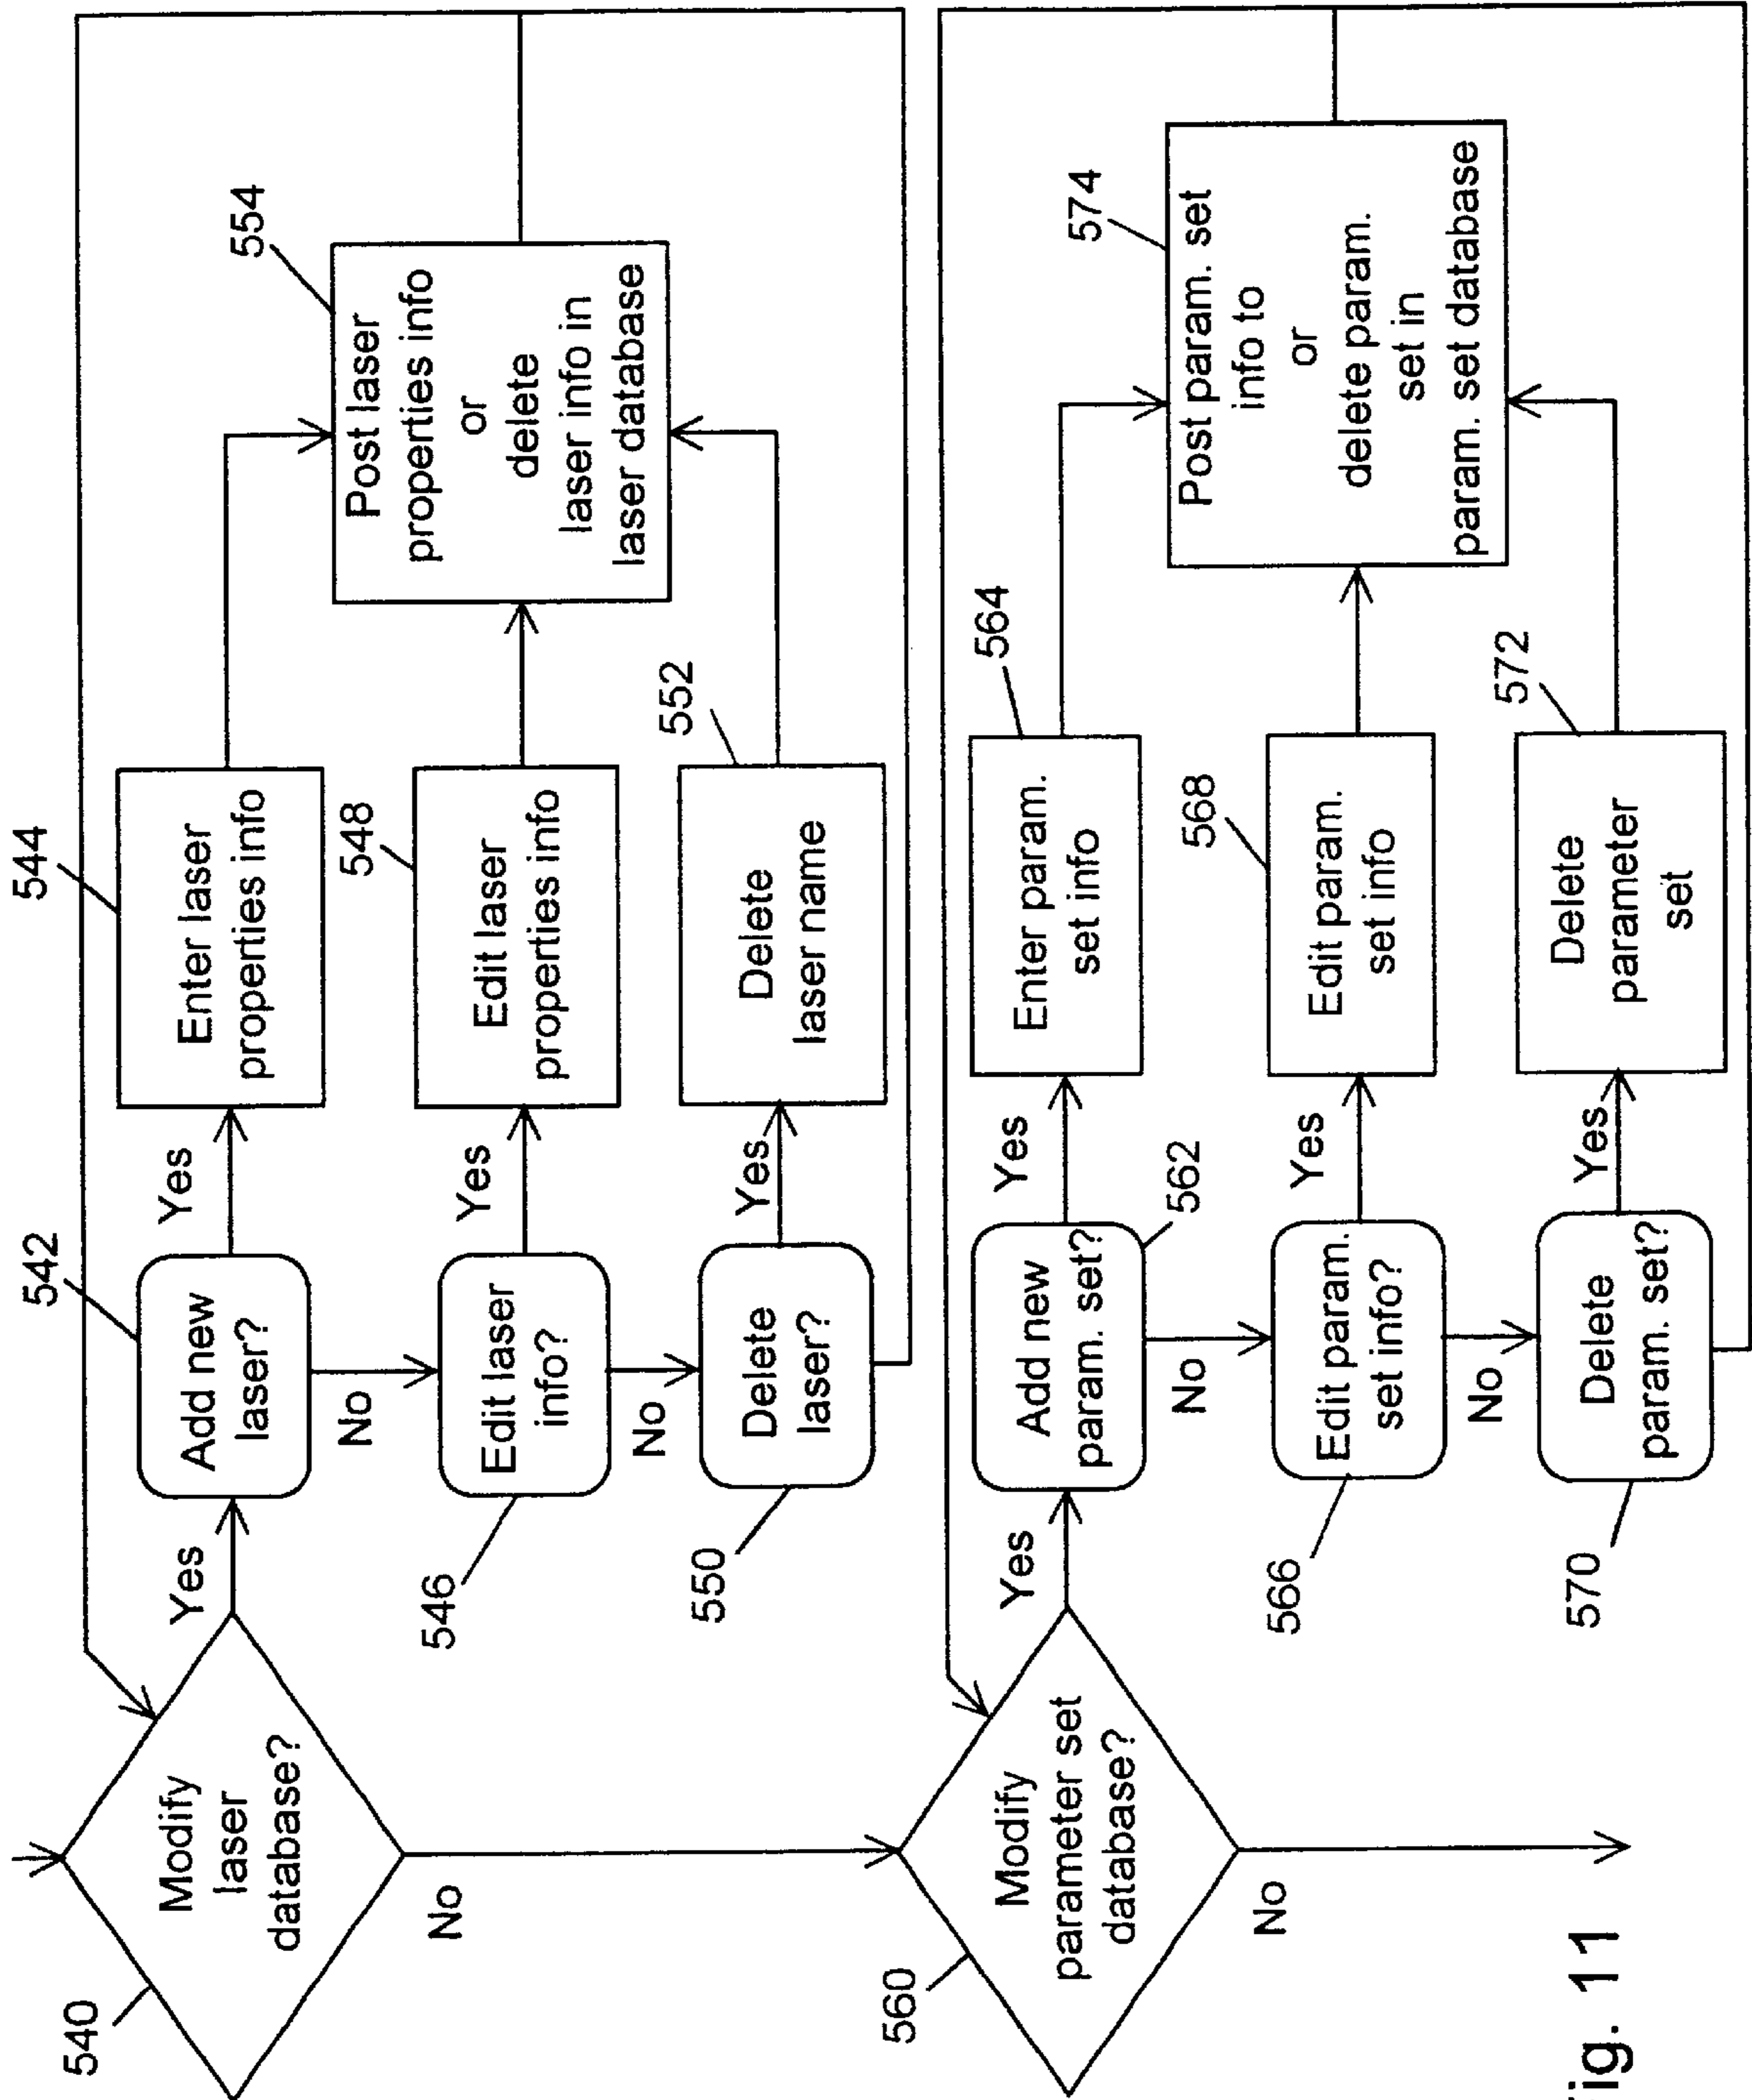 540
Modify
laser
database?
Yes
No
542
Add new
laser?
Yes
No
544
Enter laser
properties info
546
Edit laser
info?
Yes
No
548
Edit laser
properties info
550
Delete
laser?
Yes
552
Delete
laser name
554
Post laser
properties info
or
delete
laser info in
laser database
560
Modify
parameter set
database?
Yes
No
562
Add new
param. set?
Yes
No
564
Enter param.
set info
566
Edit param.
set info?
Yes
No
568
Edit param.
set info
570
Delete
param. set?
Yes
572
Delete
parameter
set
574
Post param. set
info to
or
delete param.
set in
param. set database
ig. 11